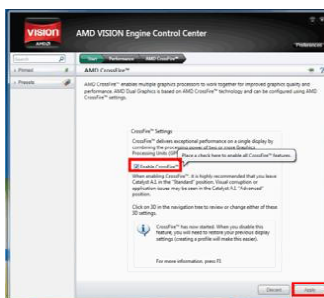 VISION
AMD
AMD VISION Engine Control Center
Preferences
Search
Start
Performance
AMD CrossFire™
Pinned
AMD CrossFire™
Presets
AMD CrossFire™ enables multiple graphics processors to work together for improved graphics quality and
performance. AMD Dual Graphics is based on AMD CrossFire™ technology and can be configured using AMD
CrossFire™ settings.
CrossFire™ Settings
CrossFire™ delivers exceptional performance on a single display by
combining the processing power of two or more Graphics
Processing Units (GPU
Place a check here to enable all CrossFire™ features.
Enable CrossFire™
When enabling CrossFire™, it is highly recommended that you leave
Catalyst A.I. in the "Standard" position. Visual corruption or
application issues may be seen in the Catalyst A.I. "Advanced"
position.
Click on 3D in the navigation tree to review or change either of these
3D settings.
CrossFire™ has now started. When you disable this
feature, you will need to restore your previous display
settings (creating a profile will make this easier).
For more information, press F1.
Discard
Apply